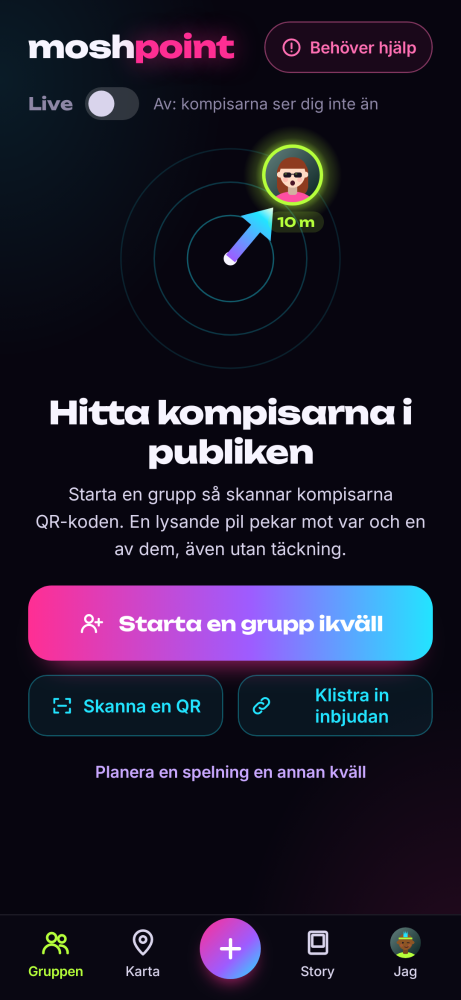 moshpoint
Behöver hjälp
Live
Av: kompisarna ser dig inte än
10 m
Hitta kompisarna i
publiken
Starta en grupp så skannar kompisarna
QR-koden. En lysande pil pekar mot var och en
av dem, även utan täckning.
Starta en grupp ikväll
Skanna en QR
Klistra in
inbjudan
Planera en spelning en annan kväll
Gruppen
Karta
Story
Jag